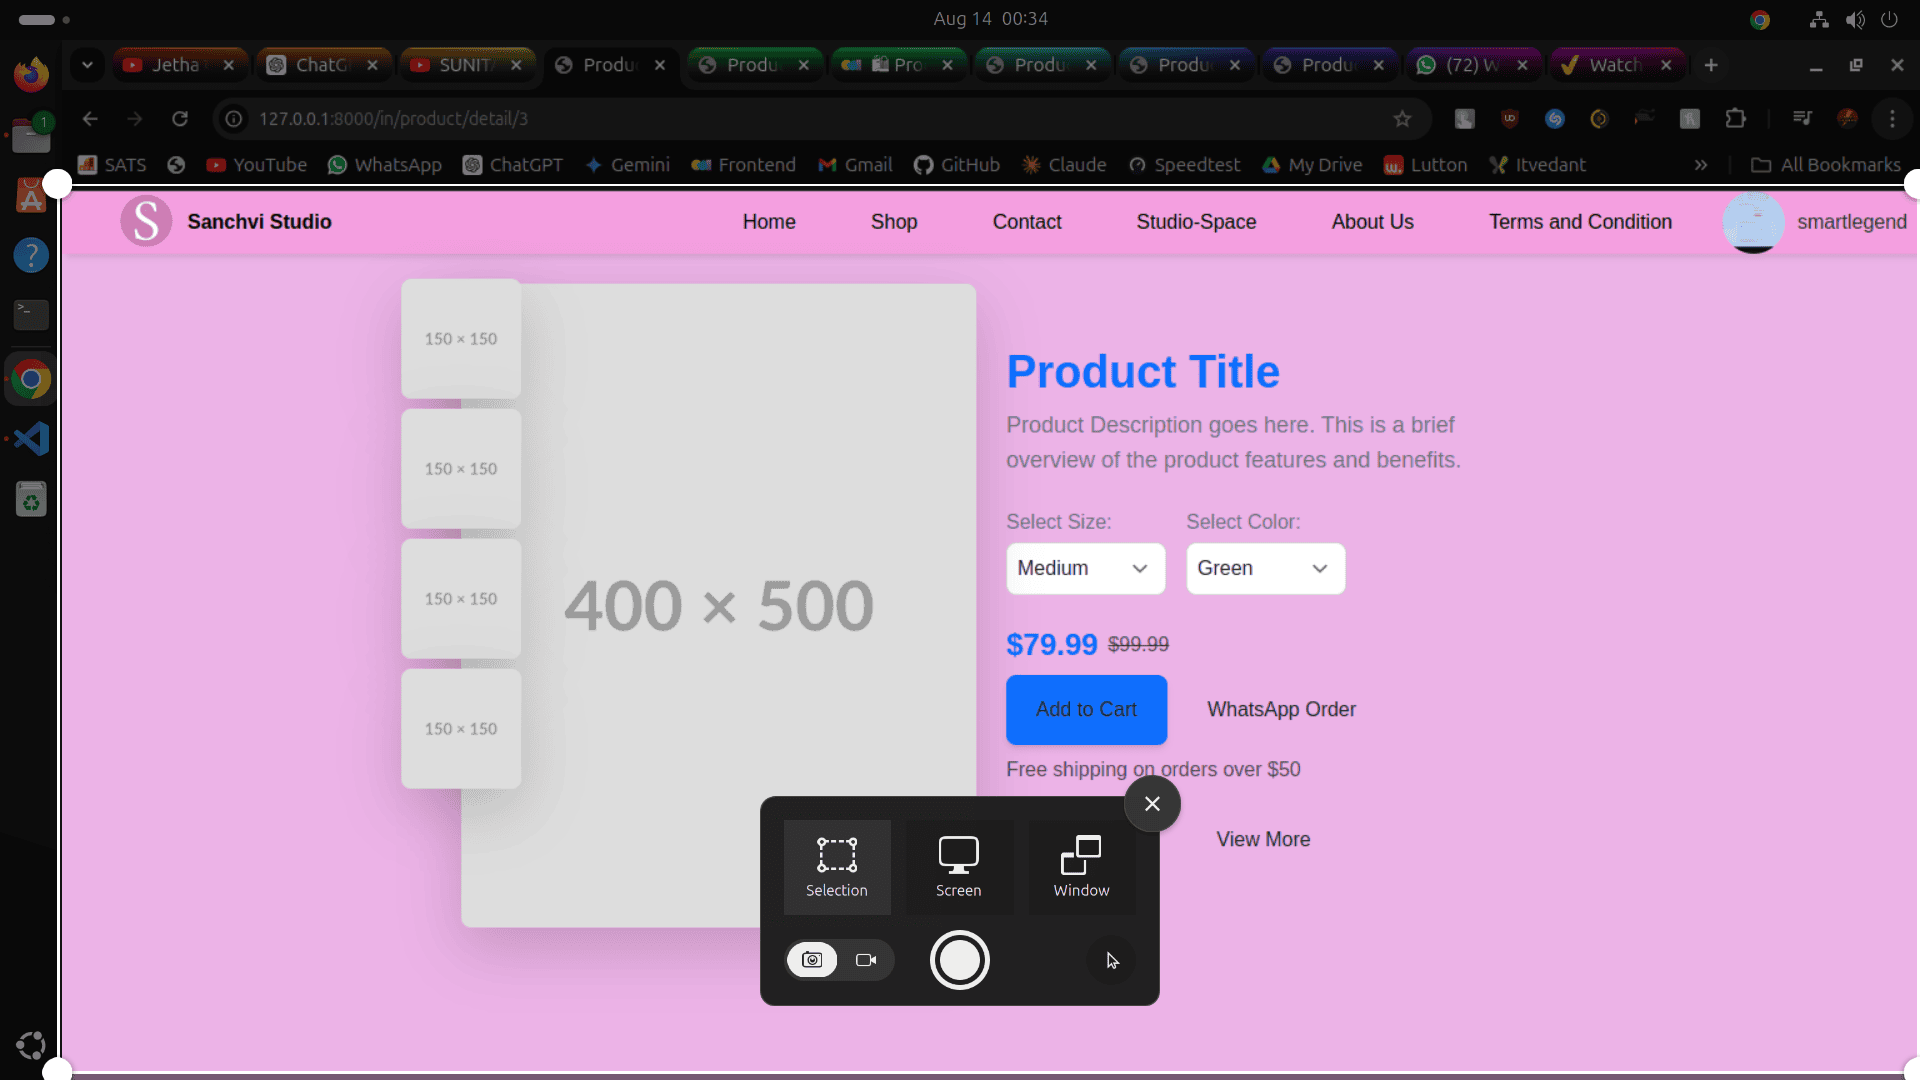 Aug 14 00:34
Jetha
ChatG
SUNIT
Produ
Produ
Pro
Produ
Produ
Produ
(72) W
Watch
127.0.0.1:8000/in/product/detail/3
SATS
YouTube
WhatsApp
ChatGPT
Gemini
Frontend
Gmail
GitHub
Claude
Speedtest
My Drive
Lutton
Itvedant
»
All Bookmarks
1
S
Sanchvi Studio
Home
Shop
Contact
Studio-Space
About Us
Terms and Condition
smartlegend
150 × 150
150 × 150
150 × 150
150 × 150
400 × 500
Product Title
Product Description goes here. This is a brief
overview of the product features and benefits.
Select Size:
Select Color:
Medium
Green
$79.99 $99.99
Add to Cart
WhatsApp Order
Free shipping on orders over $50
View More
Selection
Screen
Window